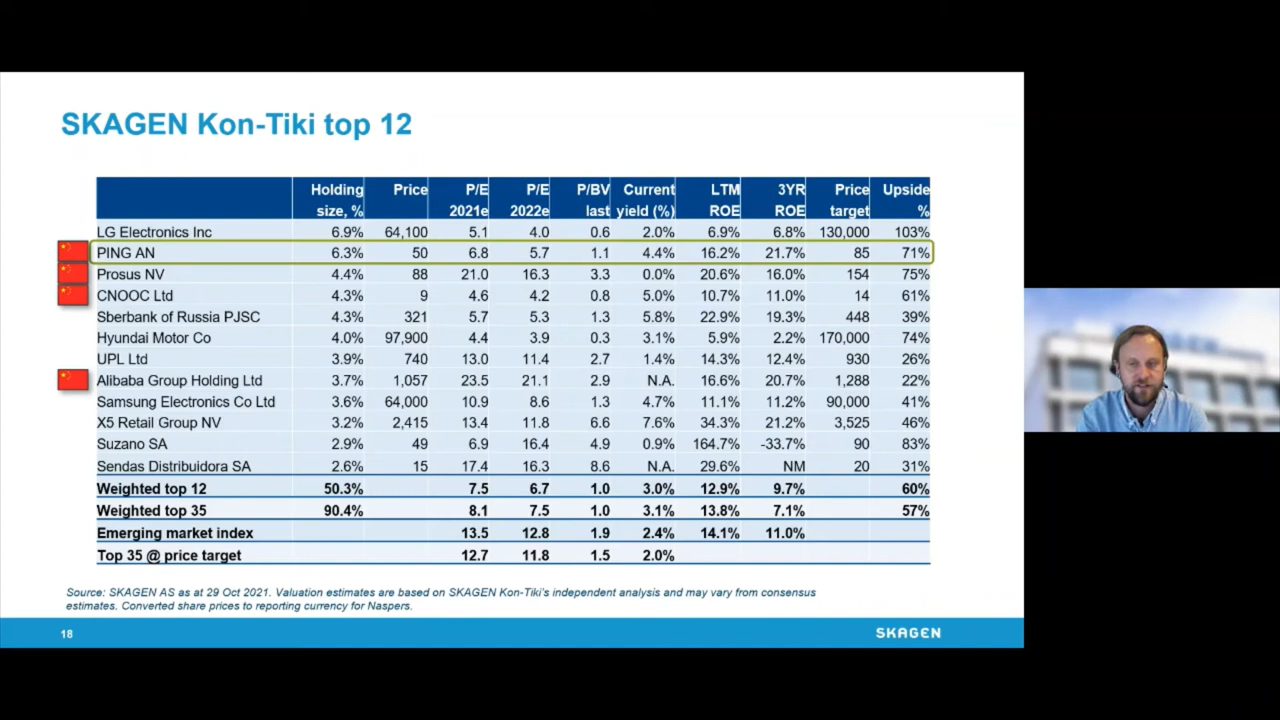 SKAGEN Kon-Tiki top 12
Holding size, % Price P/E 2021e P/E 2022e P/BV last Current yield (%) LTM ROE 3YR ROE Price target Upside %
LG Electronics Inc 6.9% 64,100 5.1 4.0 0.6 2.0% 6.9% 6.8% 130,000 103%
PING AN 6.3% 50 6.8 5.7 1.1 4.4% 16.2% 21.7% 85 71%
Prosus NV 4.4% 88 21.0 16.3 3.3 0.0% 20.6% 16.0% 154 75%
CNOOC Ltd 4.3% 9 4.6 4.2 0.8 5.0% 10.7% 11.0% 14 61%
Sberbank of Russia PJSC 4.3% 321 5.7 5.3 1.3 5.8% 22.9% 19.3% 448 39%
Hyundai Motor Co 4.0% 97,900 4.4 3.9 0.3 3.1% 5.9% 2.2% 170,000 74%
UPL Ltd 3.9% 740 13.0 11.4 2.7 1.4% 14.3% 12.4% 930 26%
Alibaba Group Holding Ltd 3.7% 1,057 23.5 21.1 2.9 N.A. 16.6% 20.7% 1,288 22%
Samsung Electronics Co Ltd 3.6% 64,000 10.9 8.6 1.3 4.7% 11.1% 11.2% 90,000 41%
X5 Retail Group NV 3.2% 2,415 13.4 11.8 6.6 7.6% 34.3% 21.2% 3,525 46%
Suzano SA 2.9% 49 6.9 16.4 4.9 0.9% 164.7% -33.7% 90 83%
Sendas Distribuidora SA 2.6% 15 17.4 16.3 8.6 N.A. 29.6% NM 20 31%
Weighted top 12 50.3% 7.5 6.7 1.0 3.0% 12.9% 9.7% 60%
Weighted top 35 90.4% 8.1 7.5 1.0 3.1% 13.8% 7.1% 57%
Emerging market index 13.5 12.8 1.9 2.4% 14.1% 11.0%
Top 35 @ price target 12.7 11.8 1.5 2.0%
Source: SKAGEN AS as at 29 Oct 2021. Valuation estimates are based on SKAGEN Kon-Tiki's independent analysis and may vary from consensus
estimates. Converted share prices to reporting currency for Naspers.
18 SKAGEN